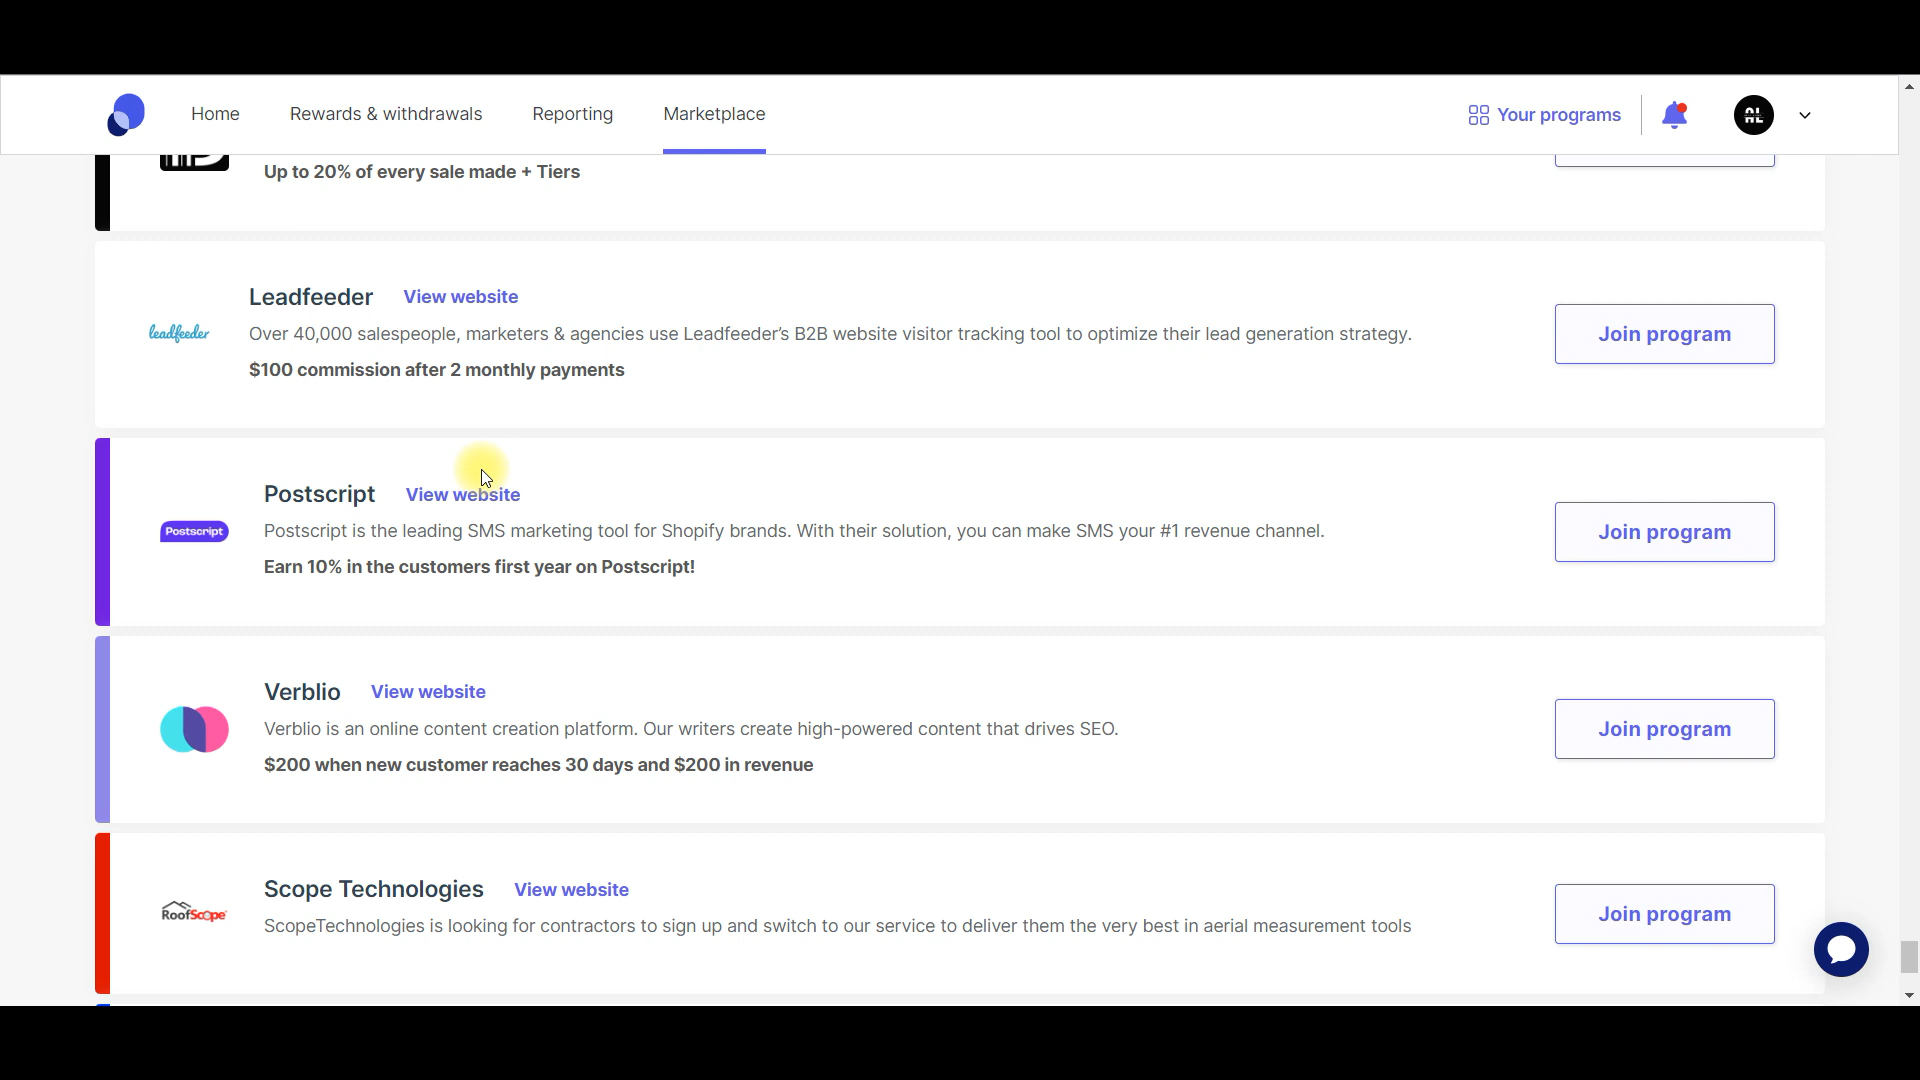 Home Rewards & withdrawals Reporting Marketplace Your programs AL
Up to 20% of every sale made + Tiers
Leadfeeder View website
leadfeeder
Over 40,000 salespeople, marketers & agencies use Leadfeeder's B2B website visitor tracking tool to optimize their lead generation strategy.
Join program
$100 commission after 2 monthly payments
Postscript View website
Postscript
Postscript is the leading SMS marketing tool for Shopify brands. With their solution, you can make SMS your #1 revenue channel.
Join program
Earn 10% in the customers first year on Postscript!
Verblio View website
Verblio is an online content creation platform. Our writers create high-powered content that drives SEO.
Join program
$200 when new customer reaches 30 days and $200 in revenue
Scope Technologies View website
RoofScope
ScopeTechnologies is looking for contractors to sign up and switch to our service to deliver them the very best in aerial measurement tools
Join program